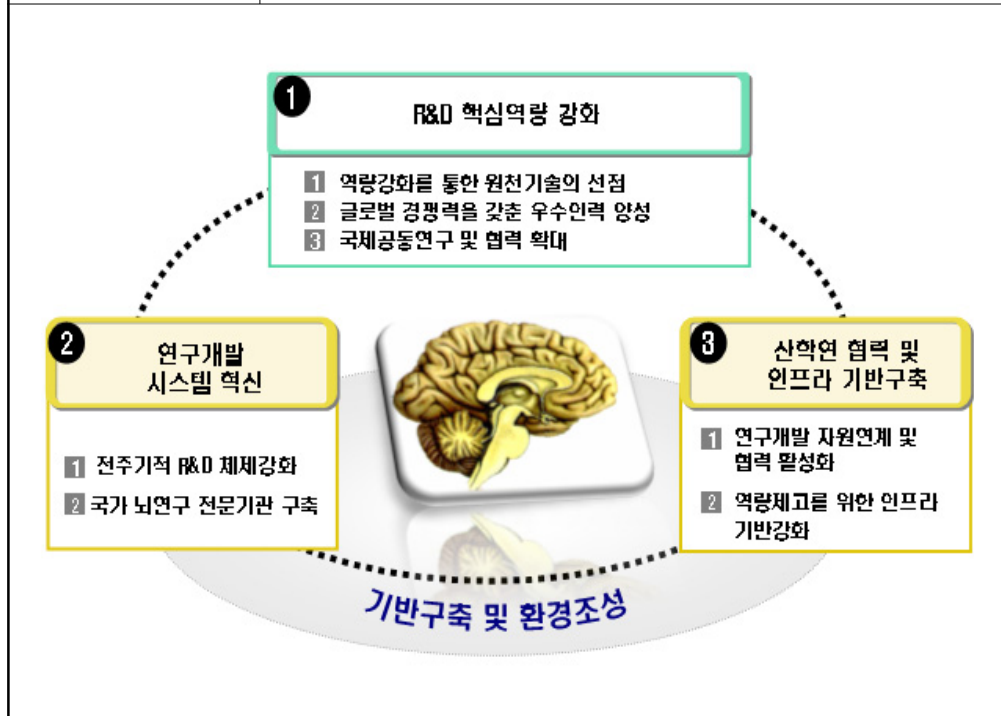 1
R&D 핵심역량 강화
1 역량강화를 통한 원천기술의 선점
2 글로벌 경쟁력을 갖춘 우수인력 양성
3 국제공동연구 및 협력 확대
2
연구개발
시스템 혁신
1 전주기적 R&D 체제강화
2 국가 뇌연구 전문기관 구축
3
산학연 협력 및
인프라 기반구축
1 연구개발 자원연계 및
협력 활성화
2 역량제고를 위한 인프라
기반강화
기반구축 및 환경조성